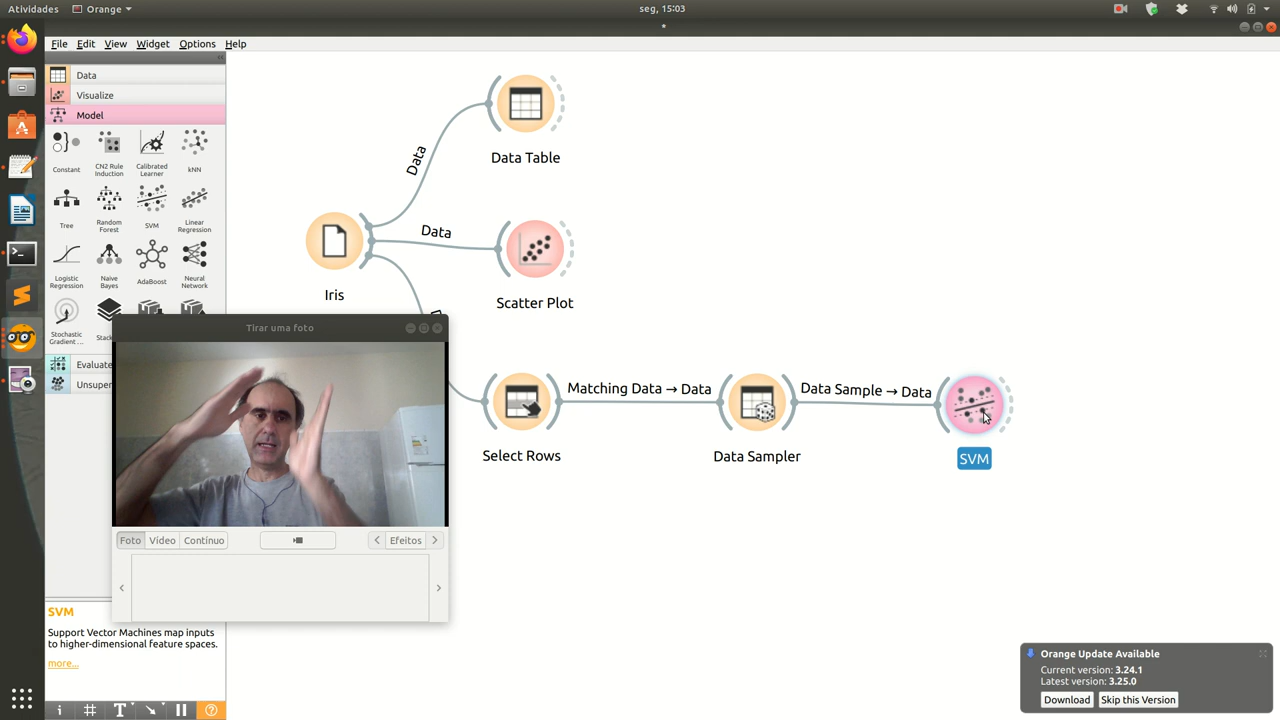 Atividades
Orange
seg, 15:03
*
File Edit View Widget Options Help
Data
Visualize
Model
Constant
CN2 Rule Induction
Calibrated Learner
kNN
Tree
Random Forest
SVM
Linear Regression
Logistic Regression
Naive Bayes
AdaBoost
Neural Network
Stochastic Gradient ...
Evaluate
Data
Data Table
Data
Scatter Plot
Iris
Select Rows
Matching Data → Data
Data Sampler
Data Sample → Data
SVM
Tirar uma foto
Foto Vídeo Contínuo
Efeitos
SVM
Support Vector Machines map inputs
to higher-dimensional feature spaces.
more...
Orange Update Available
Current version: 3.24.1
Latest version: 3.25.0
Download
Skip this Version